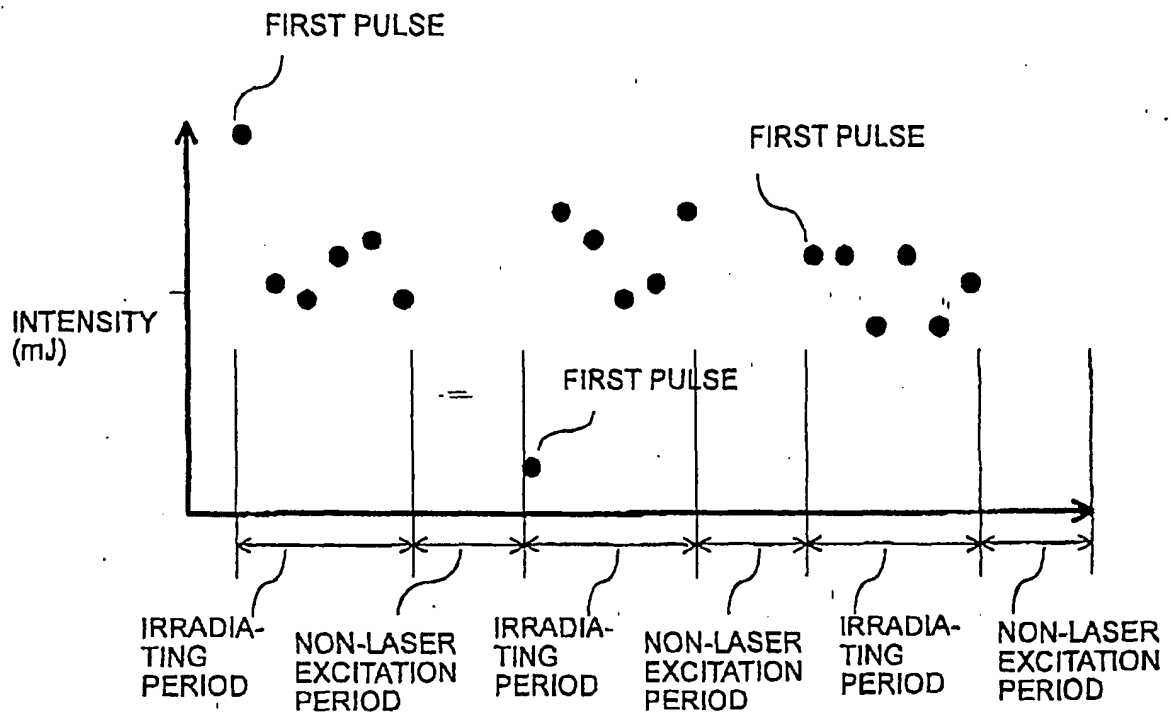 FIRST PULSE
FIRST PULSE
INTENSITY
(mJ)
FIRST PULSE
IRRADIA-
TING
PERIOD
NON-LASER
EXCITATION
PERIOD
IRRADIA-
TING
PERIOD
NON-LASER
EXCITATION
PERIOD
IRRADIA-
TING
PERIOD
NON-LASER
EXCITATION
PERIOD